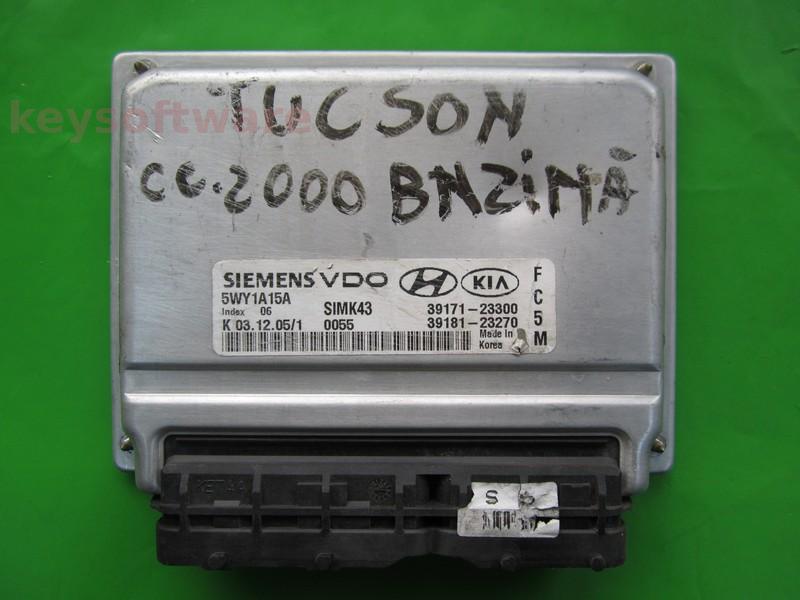 keysoftware
TUCSON
CC.2000 BNZiNĂ
SIEMENS VDO KIA
5WY1A15A
Index 06 SIMK43 39171-23300
K 03.12.05/1 0055 39181-23270
Made In
Korea
F
C
5
M
S